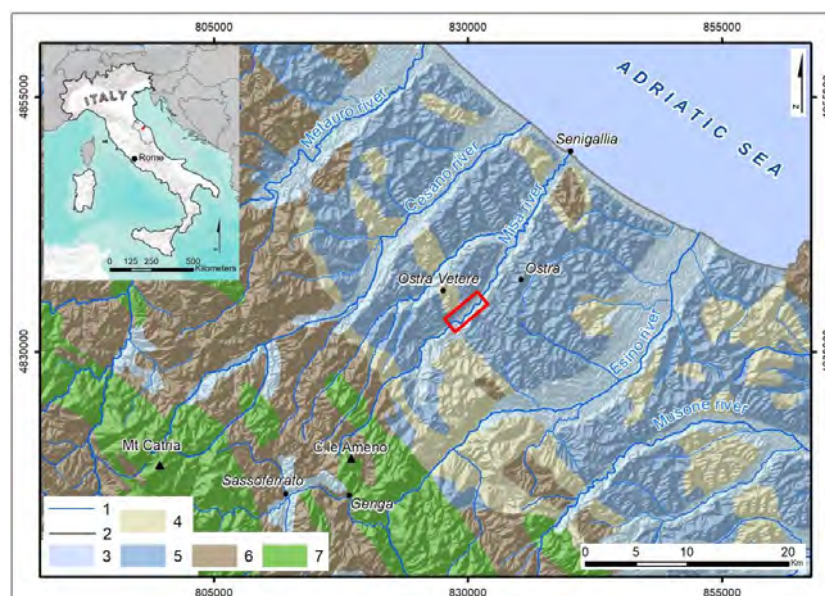 805000 830000 855000
4855000
ITALY
Rome
0 125 250 500
Kilometers
N
ADRIATIC SEA
Metauro river
Cesano river
Senigallia
Misa river
Ostra Vetere
Ostra
4830000
Esino river
Musone river
Mt Catria
C.le Ameno
Sassoferrato
Genga
1
2
3
4
5
6
7
0 5 10 20
Km
805000 830000 855000